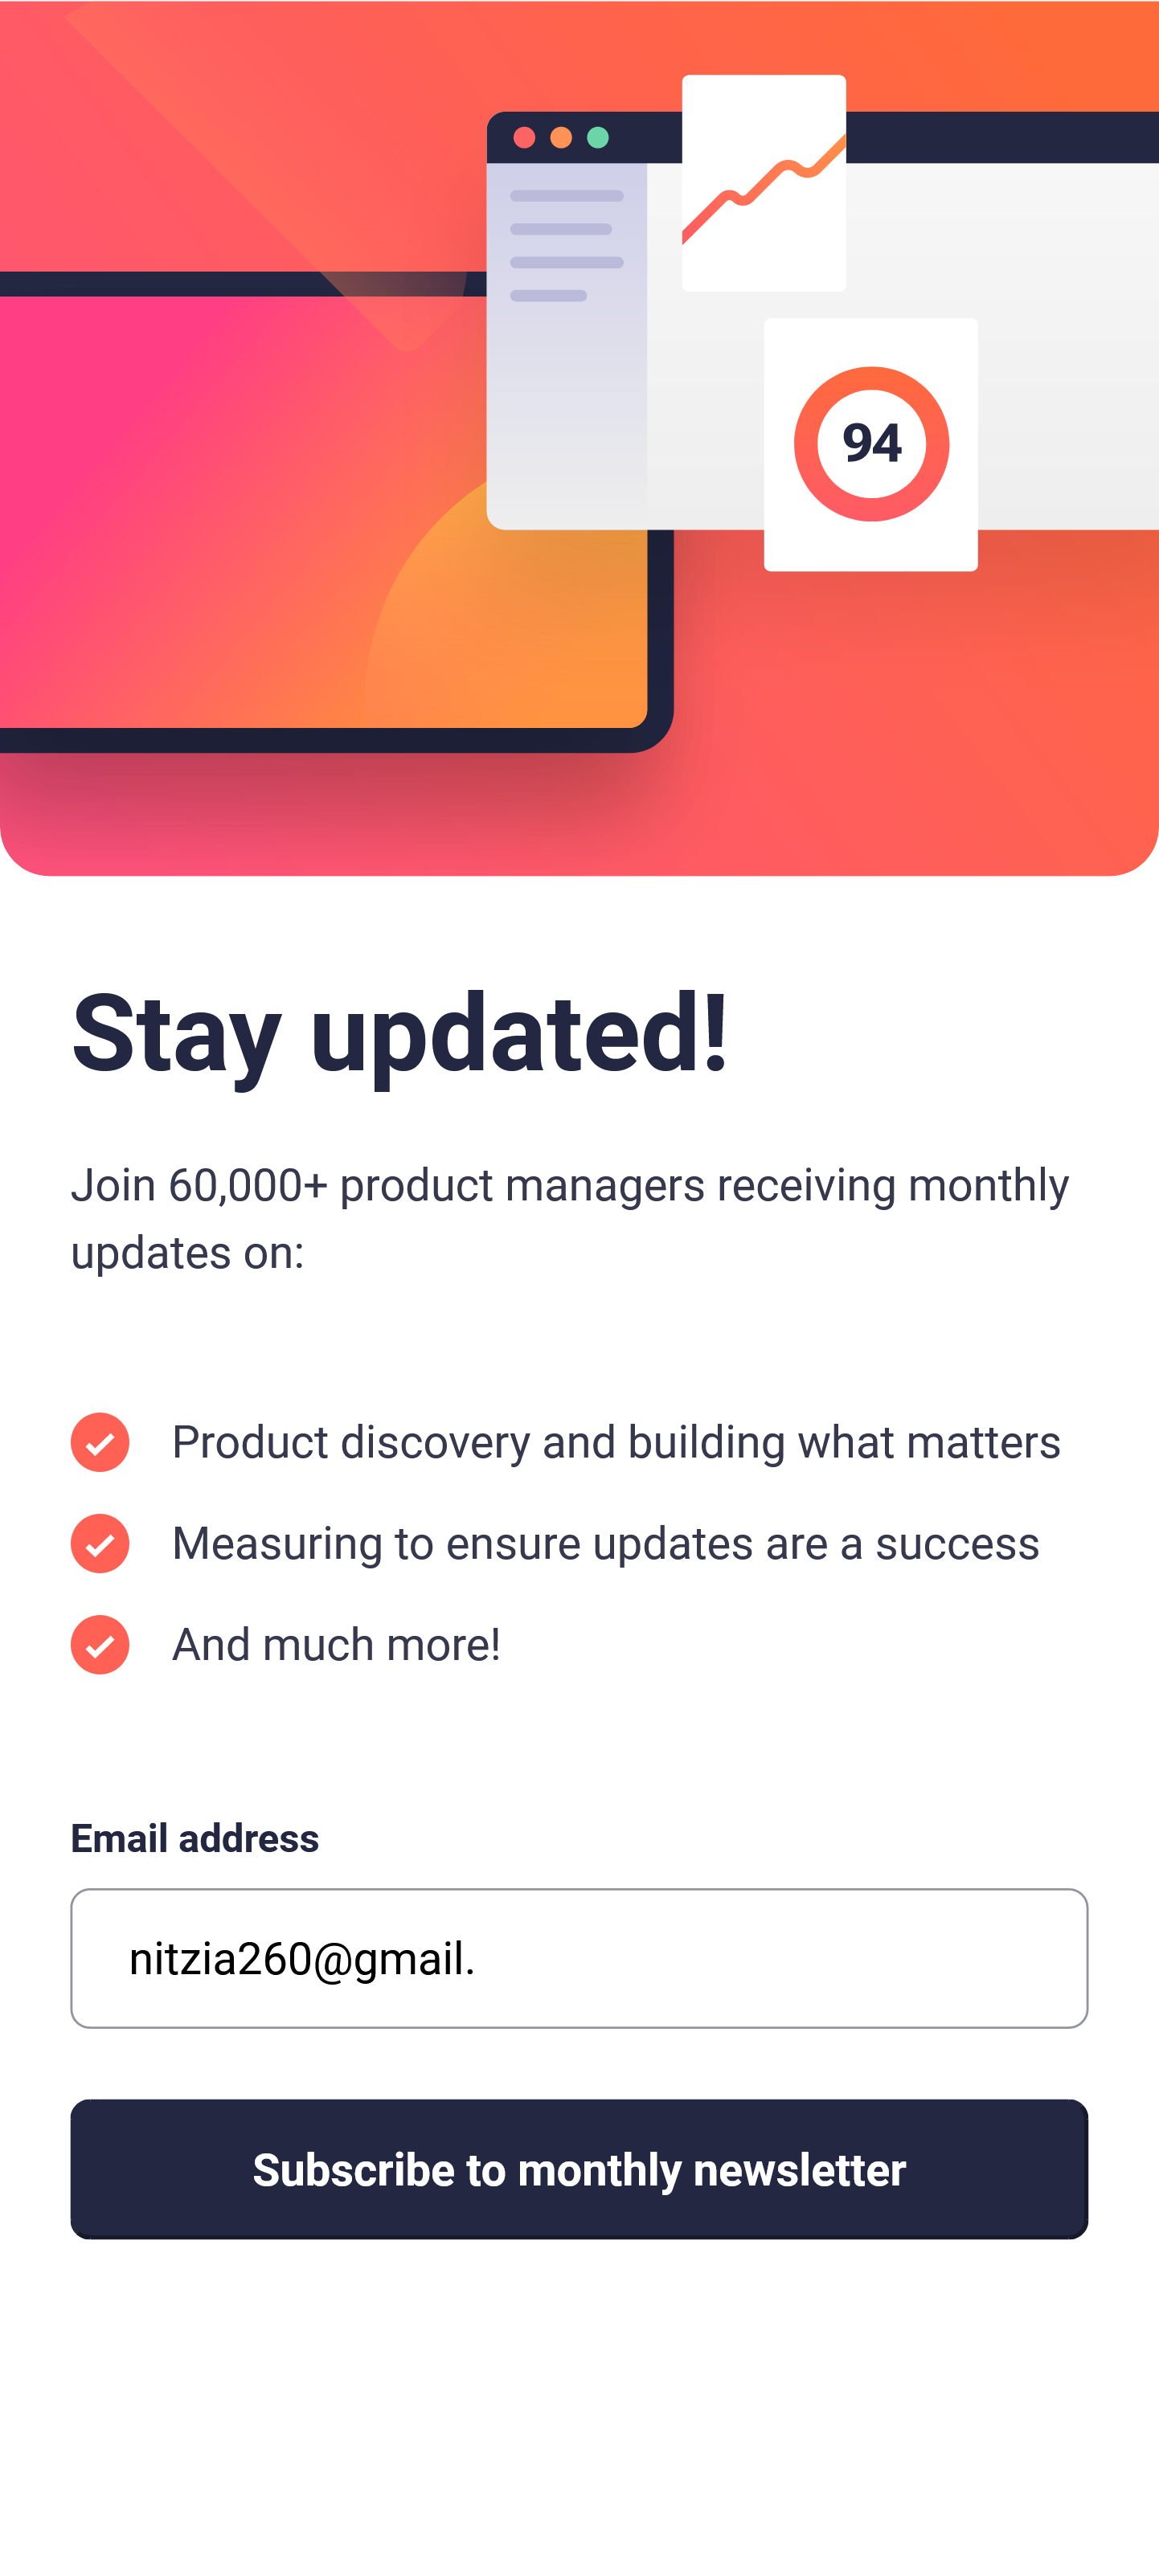 94
Stay updated!
Join 60,000+ product managers receiving monthly
updates on:
Product discovery and building what matters
Measuring to ensure updates are a success
And much more!
Email address
nitzia260@gmail.
Subscribe to monthly newsletter